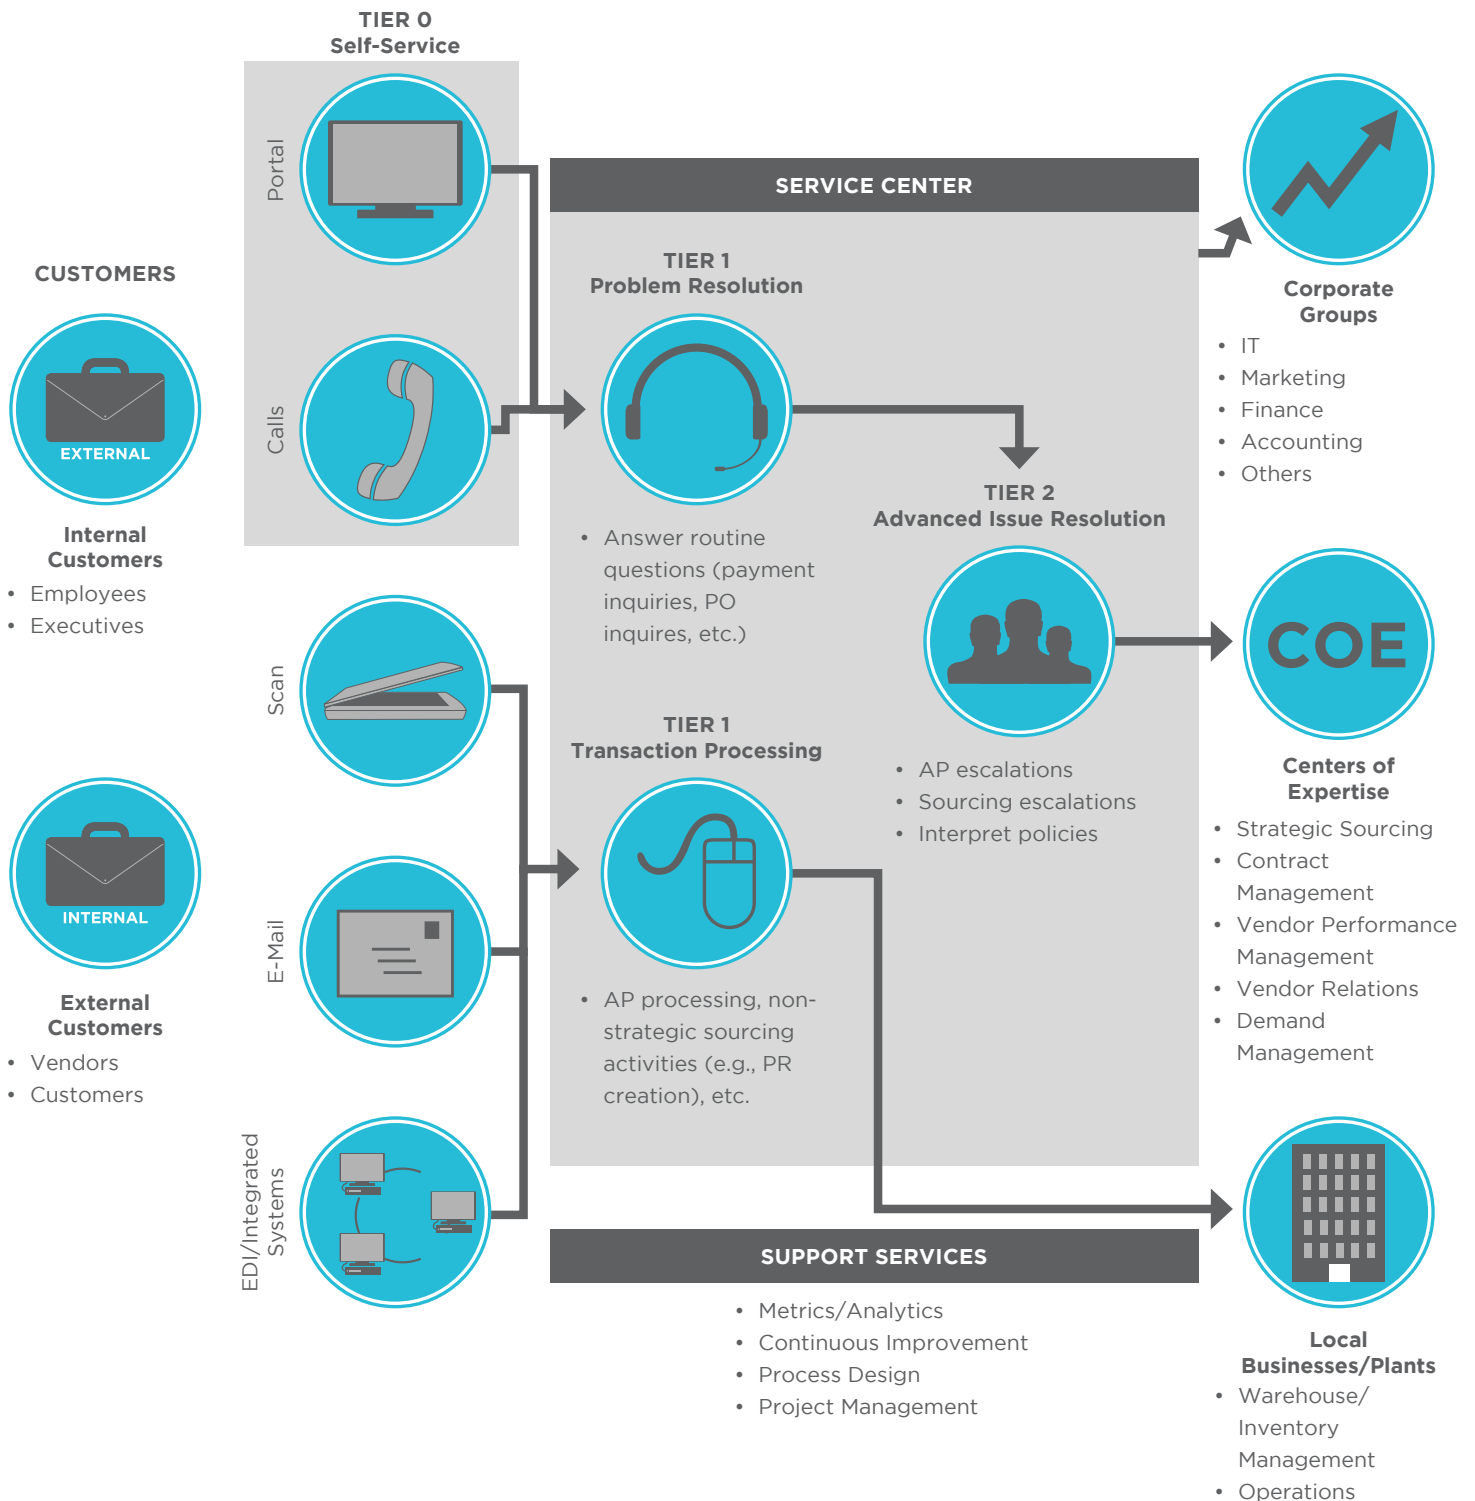 TIER 0
Self-Service
Portal
Calls
CUSTOMERS
EXTERNAL
Internal
Customers
• Employees
• Executives
INTERNAL
External
Customers
• Vendors
• Customers
Scan
E-Mail
EDI/Integrated
Systems
SERVICE CENTER
TIER 1
Problem Resolution
• Answer routine
questions (payment
inquiries, PO
inquires, etc.)
TIER 1
Transaction Processing
• AP processing, non-
strategic sourcing
activities (e.g., PR
creation), etc.
TIER 2
Advanced Issue Resolution
• AP escalations
• Sourcing escalations
• Interpret policies
SUPPORT SERVICES
• Metrics/Analytics
• Continuous Improvement
• Process Design
• Project Management
Corporate
Groups
• IT
• Marketing
• Finance
• Accounting
• Others
COE
Centers of
Expertise
• Strategic Sourcing
• Contract
Management
• Vendor Performance
Management
• Vendor Relations
• Demand
Management
Local
Businesses/Plants
• Warehouse/
Inventory
Management
• Operations